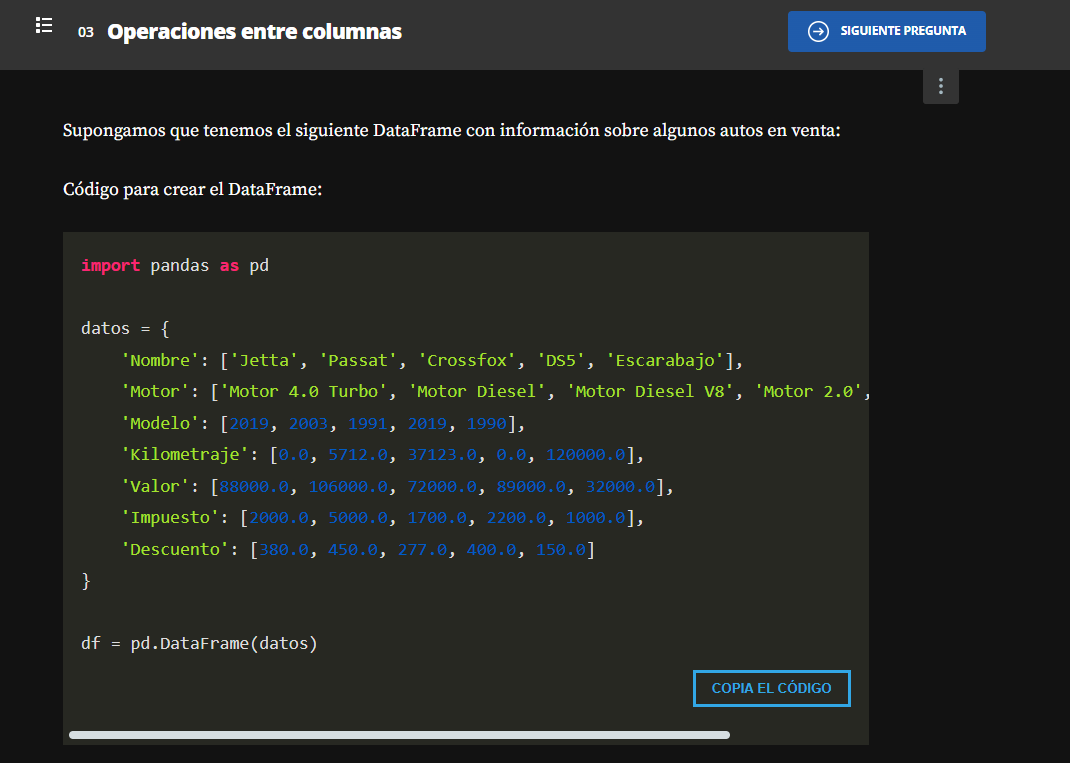 03 Operaciones entre columnas
SIGUIENTE PREGUNTA
Supongamos que tenemos el siguiente DataFrame con información sobre algunos autos en venta:
Código para crear el DataFrame:
import pandas as pd
datos = {
    'Nombre': ['Jetta', 'Passat', 'Crossfox', 'DS5', 'Escarabajo'],
    'Motor': ['Motor 4.0 Turbo', 'Motor Diesel', 'Motor Diesel V8', 'Motor 2.0',
    'Modelo': [2019, 2003, 1991, 2019, 1990],
    'Kilometraje': [0.0, 5712.0, 37123.0, 0.0, 120000.0],
    'Valor': [88000.0, 106000.0, 72000.0, 89000.0, 32000.0],
    'Impuesto': [2000.0, 5000.0, 1700.0, 2200.0, 1000.0],
    'Descuento': [380.0, 450.0, 277.0, 400.0, 150.0]
}
df = pd.DataFrame(datos)
COPIA EL CÓDIGO